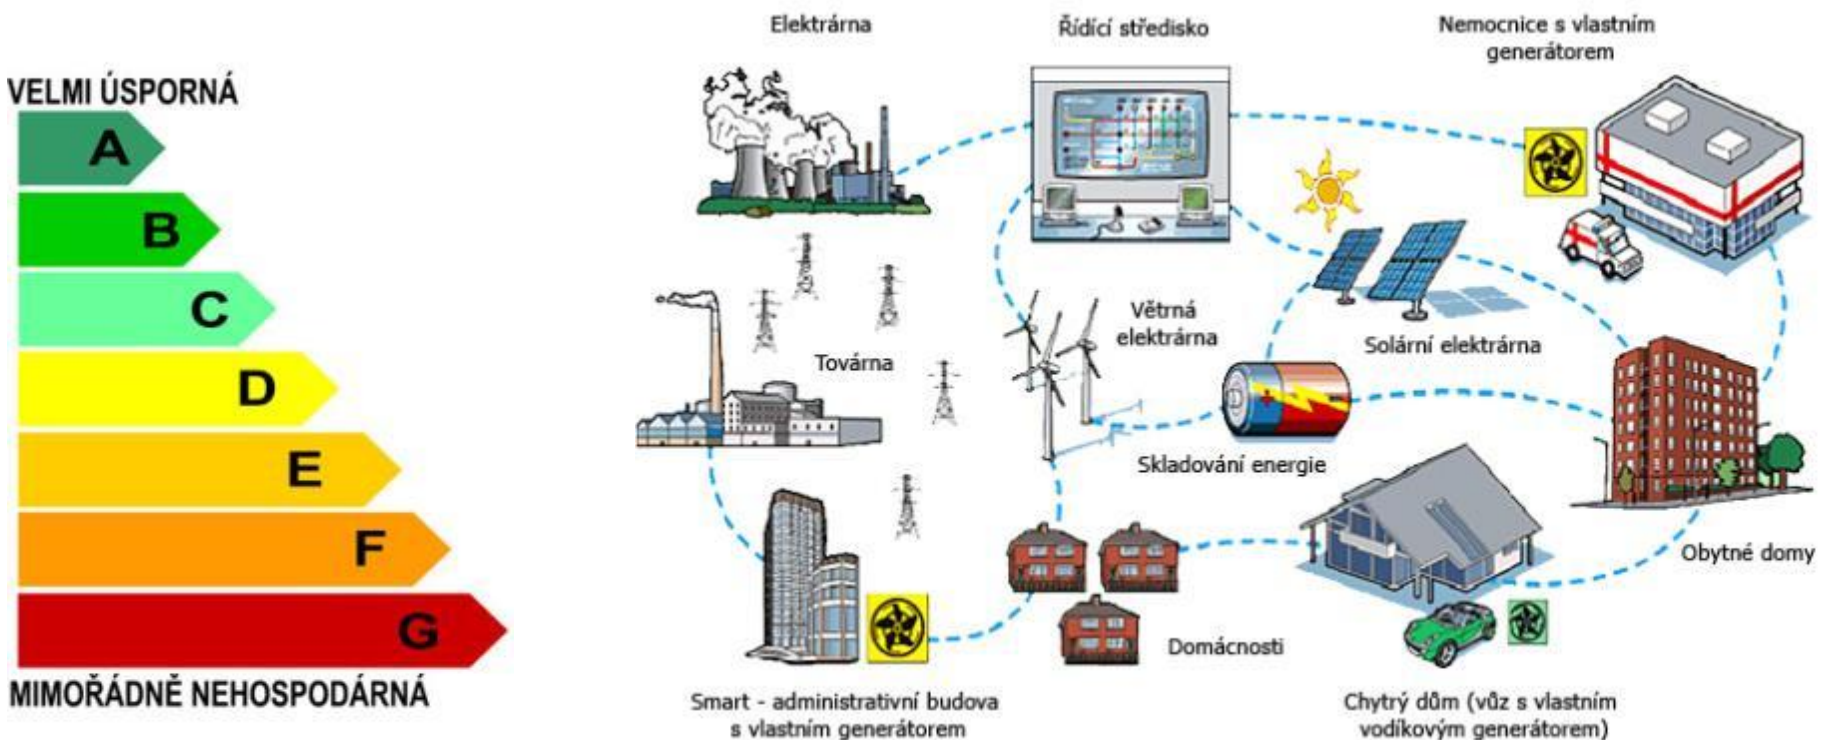 VELMI ÚSPORNÁ
A
B
C
D
E
F
G
MIMOŘÁDNĚ NEHOSPODÁRNÁ
Elektrárna
Řídící středisko
Nemocnice s vlastním
generátorem
Větrná
elektrárna
Solární elektrárna
Továrna
Skladování energie
Obytné domy
Domácnosti
Smart - administrativní budova
s vlastním generátorem
Chytrý dům (vůz s vlastním
vodíkovým generátorem)